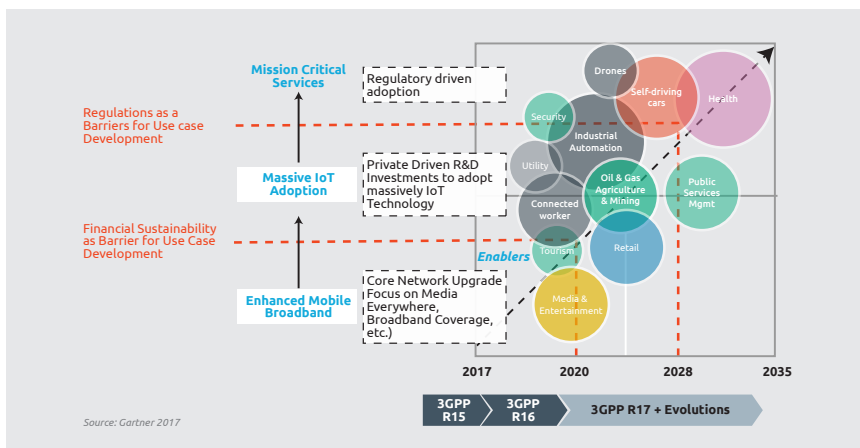 Mission Critical
Services
Regulatory driven
adoption
Regulations as a
Barriers for Use case
Development
Massive IoT
Adoption
Private Driven R&D
Investments to adopt
massively IoT
Technology
Financial Sustainability
as Barrier for Use Case
Development
Enhanced Mobile
Broadband
Core Network Upgrade
Focus on Media
Everywhere,
Broadband Coverage,
etc.)
Enablers
Drones
Self-driving
cars
Health
Security
Industrial
Automation
Utility
Oil & Gas
Agriculture
& Mining
Public
Services
Mgmt
Connected
worker
Tourism
Retail
Media &
Entertainment
2017
2020
2028
2035
3GPP
R15
3GPP
R16
3GPP R17 + Evolutions
Source: Gartner 2017